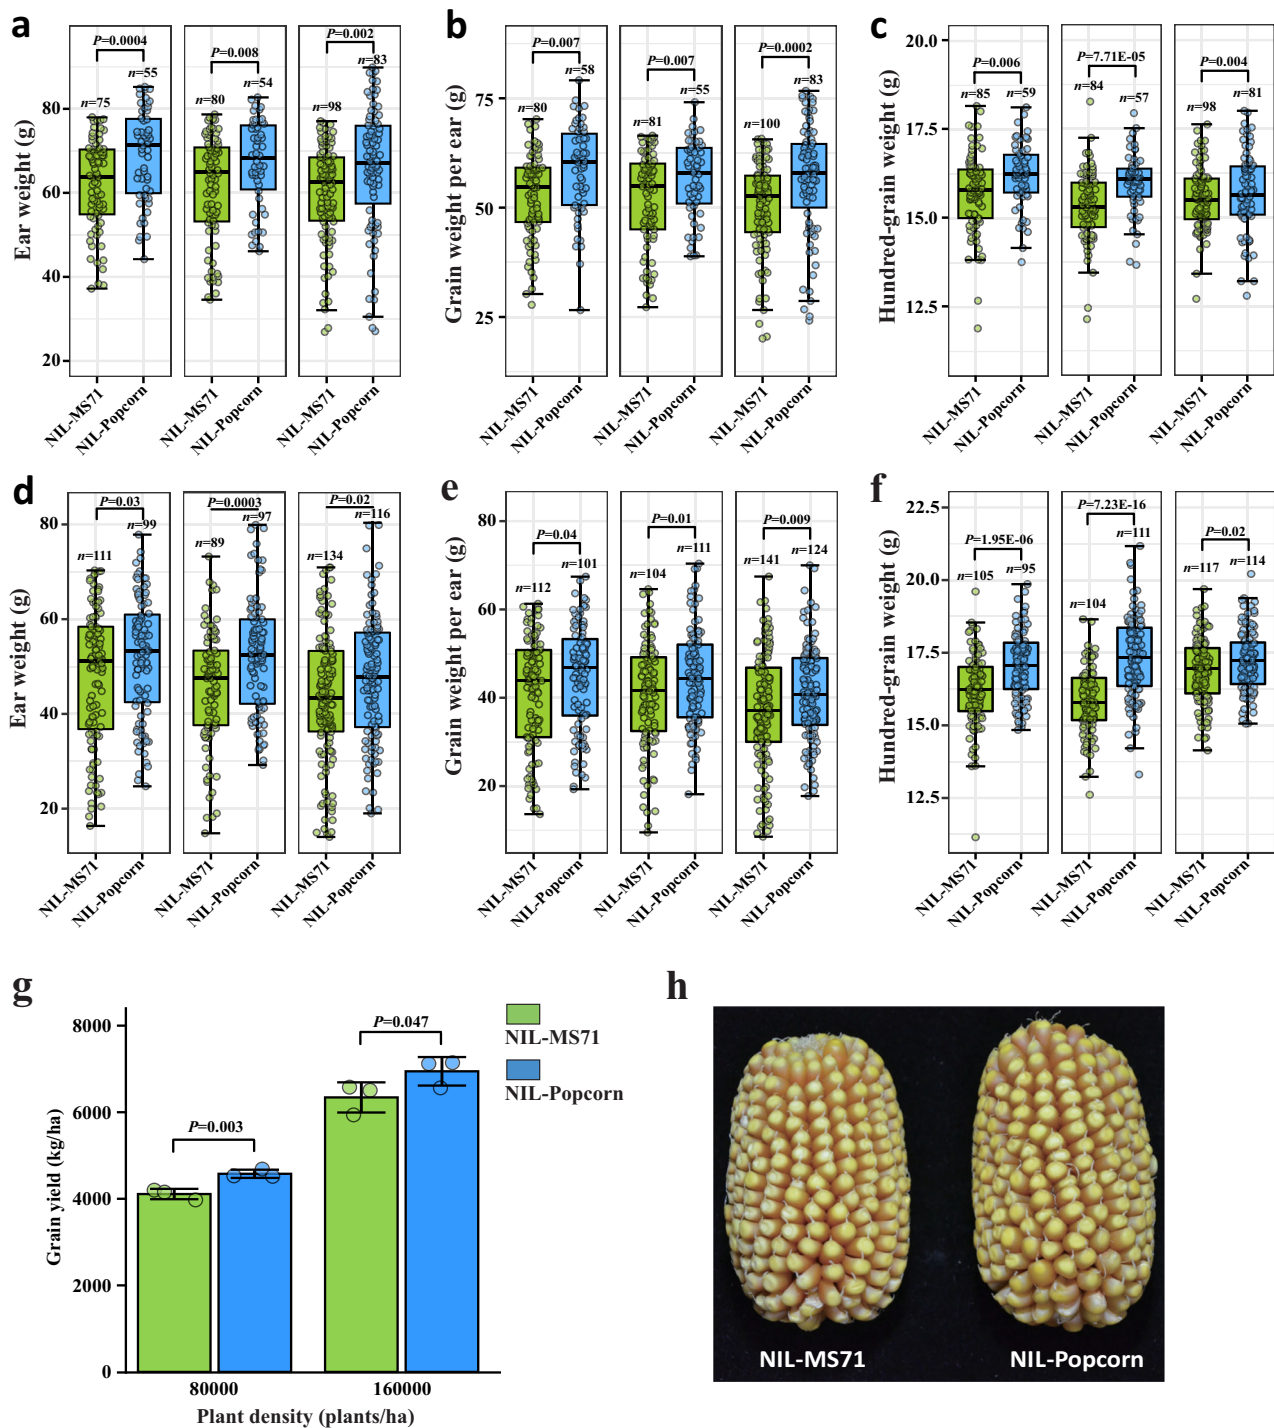 a
Ear weight (g)
80
60
40
20
P=0.0004
n=75
n=55
P=0.008
n=80
n=54
P=0.002
n=98
n=83
NIL-MS71
NIL-Popcorn
NIL-MS71
NIL-Popcorn
NIL-MS71
NIL-Popcorn
b
Grain weight per ear (g)
75
50
25
P=0.007
n=80
n=58
P=0.007
n=81
n=55
P=0.0002
n=100
n=83
NIL-MS71
NIL-Popcorn
NIL-MS71
NIL-Popcorn
NIL-MS71
NIL-Popcorn
c
Hundred-grain weight (g)
20.0
17.5
15.0
12.5
P=0.006
n=85
n=59
P=7.71E-05
n=84
n=57
P=0.004
n=98
n=81
NIL-MS71
NIL-Popcorn
NIL-MS71
NIL-Popcorn
NIL-MS71
NIL-Popcorn
d
Ear weight (g)
80
60
40
20
P=0.03
n=111
n=99
P=0.0003
n=89
n=97
P=0.02
n=134
n=116
NIL-MS71
NIL-Popcorn
NIL-MS71
NIL-Popcorn
NIL-MS71
NIL-Popcorn
e
Grain weight per ear (g)
80
60
40
20
P=0.04
n=112
n=101
P=0.01
n=104
n=111
P=0.009
n=141
n=124
NIL-MS71
NIL-Popcorn
NIL-MS71
NIL-Popcorn
NIL-MS71
NIL-Popcorn
f
Hundred-grain weight (g)
22.5
20.0
17.5
15.0
12.5
P=1.95E-06
n=105
n=95
P=7.23E-16
n=104
n=111
P=0.02
n=117
n=114
NIL-MS71
NIL-Popcorn
NIL-MS71
NIL-Popcorn
NIL-MS71
NIL-Popcorn
g
Grain yield (kg/ha)
8000
6000
4000
2000
0
P=0.003
P=0.047
80000
160000
Plant density (plants/ha)
NIL-MS71
NIL-Popcorn
h
NIL-MS71
NIL-Popcorn